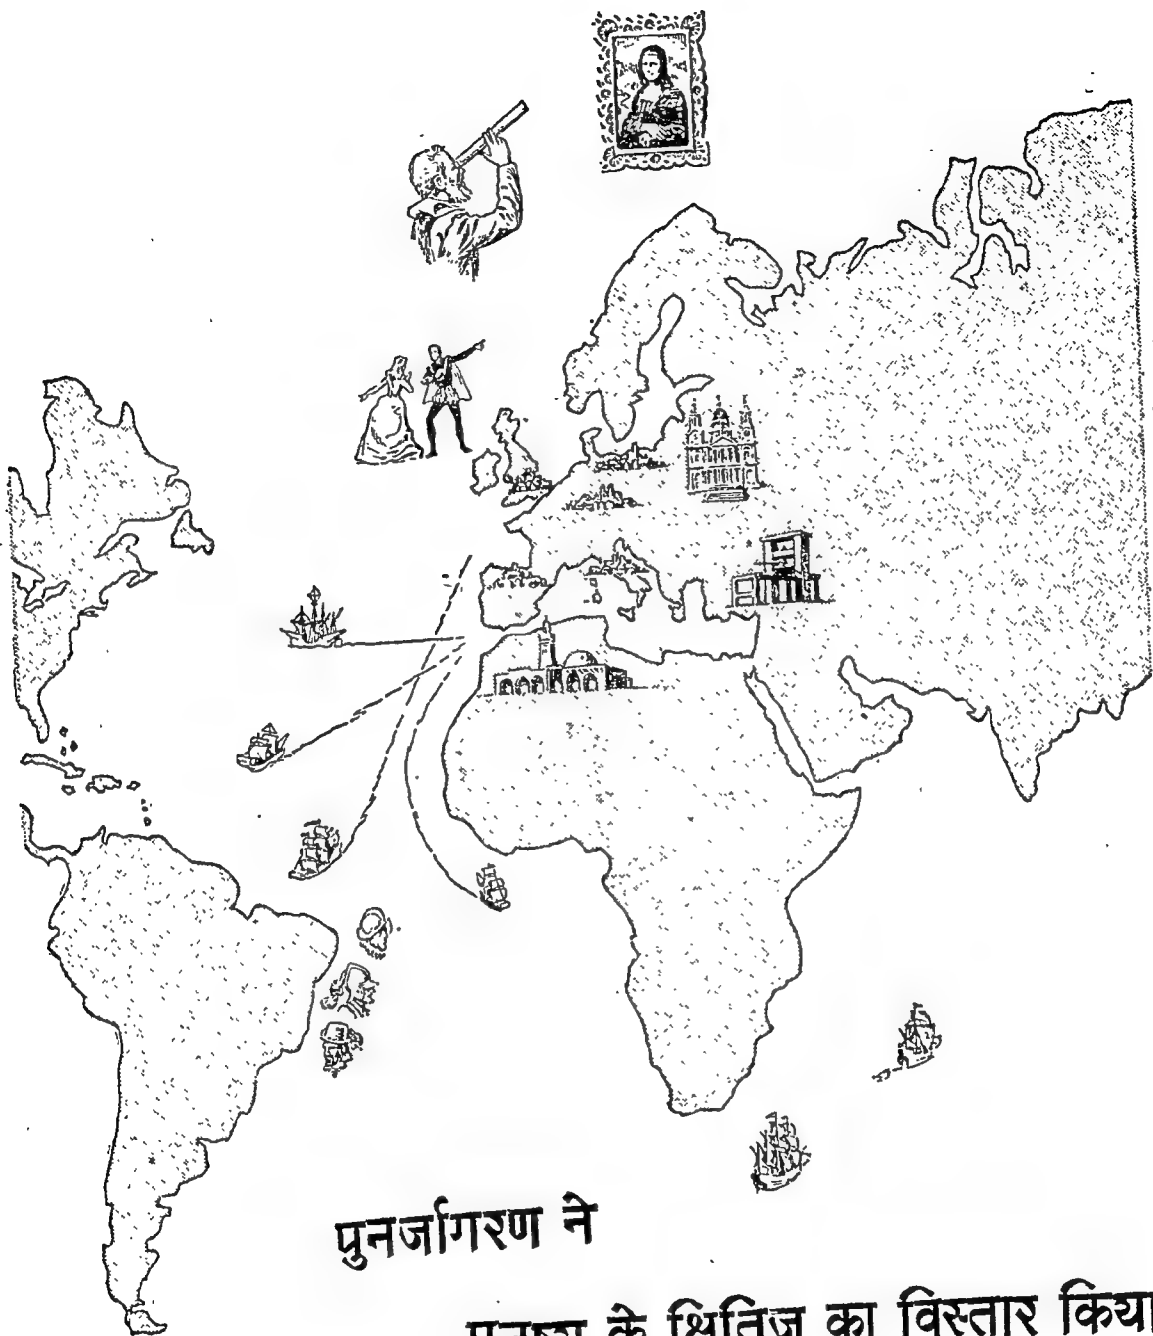 पुनर्जागरण ने
मनुष्य के क्षितिज का विस्तार किया